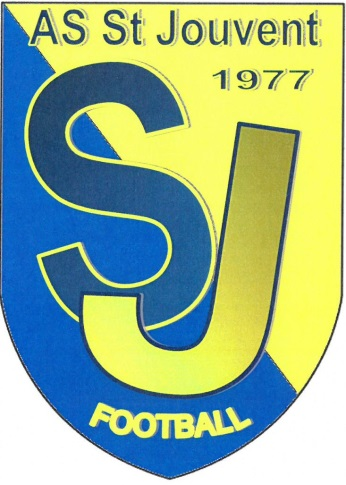 AS St Jouvent
1977
SJ
FOOTBALL